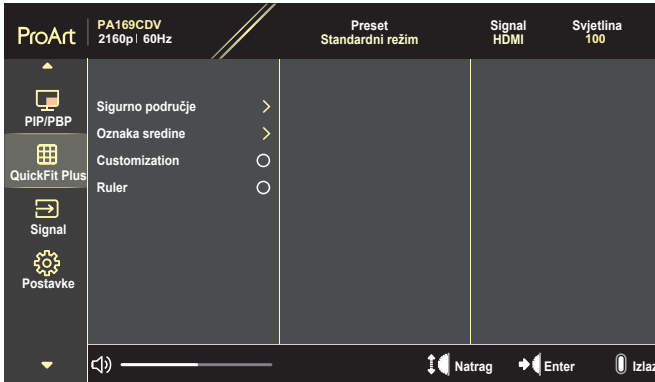 ProArt
PA169CDV
2160p 60Hz
Preset
Standardni režim
Signal
HDMI
Svjetlina
100
PIP/PBP
QuickFit Plus
Signal
Postavke
Sigurno područje
Oznaka sredine
Customization
Ruler
Natrag
Enter
Izlaz